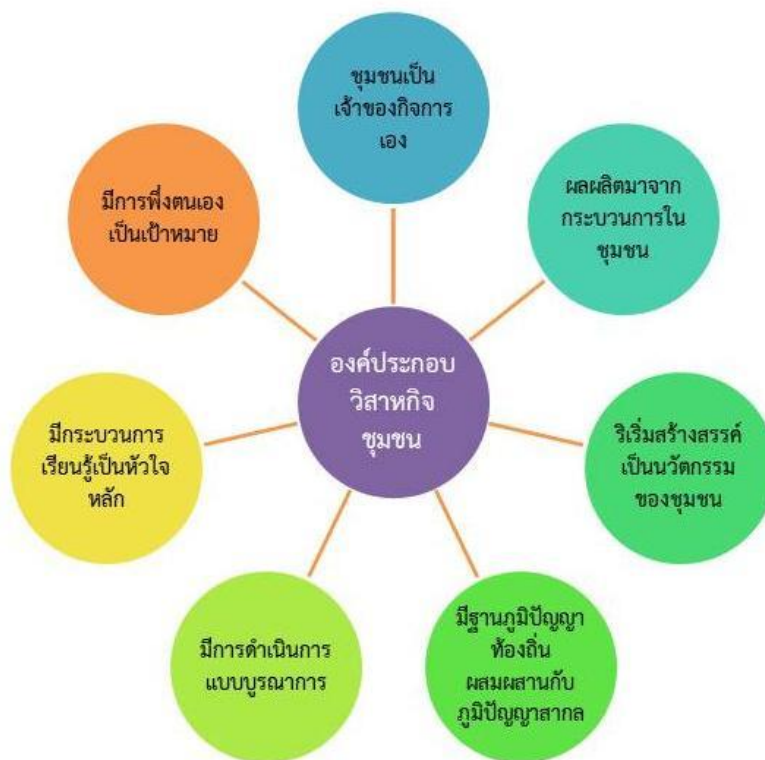 ชุมชนเป็น
เจ้าของกิจการ
เอง
ผลผลิตมาจาก
กระบวนการใน
ชุมชน
ริเริ่มสร้างสรรค์
เป็นนวัตกรรม
ของชุมชน
มีฐานภูมิปัญญา
ท้องถิ่น
ผสมผสานกับ
ภูมิปัญญาสากล
มีการดำเนินการ
แบบบูรณาการ
มีกระบวนการ
เรียนรู้เป็นหัวใจ
หลัก
มีการพึ่งตนเอง
เป็นเป้าหมาย
องค์ประกอบ
วิสาหกิจ
ชุมชน